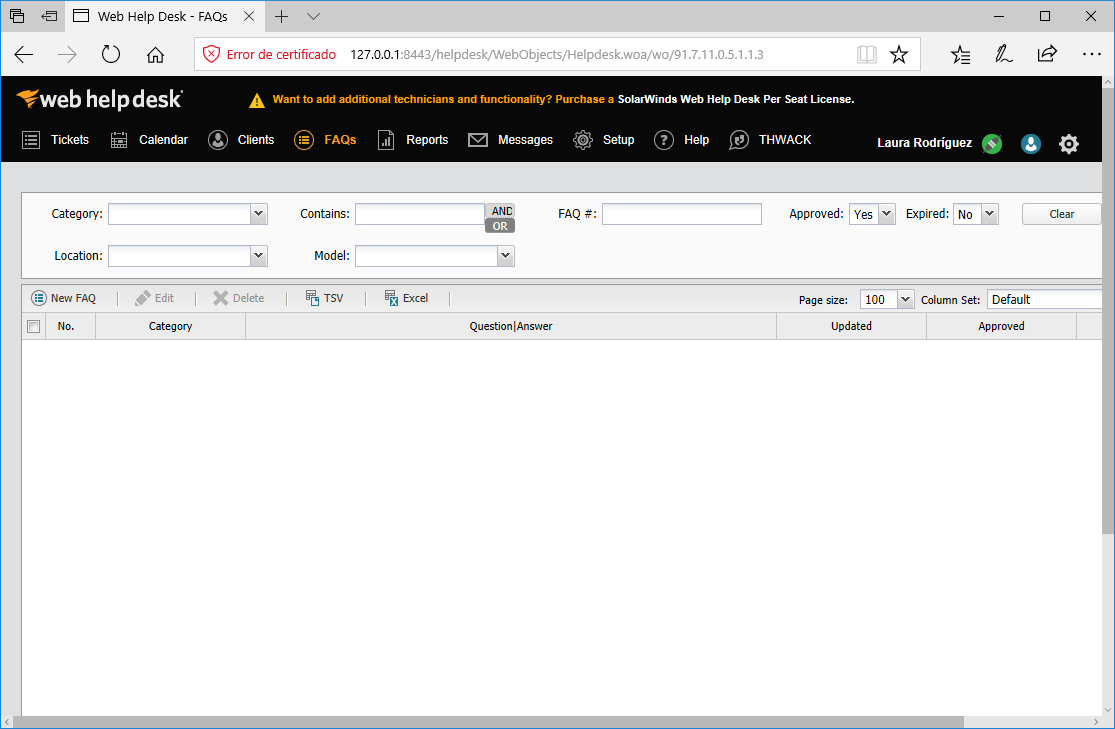 Web Help Desk - FAQs
Error de certificado 127.0.0.1:8443/helpdesk/WebObjects/Helpdesk.woa/wo/91.7.11.0.5.1.1.3
web help desk
Want to add additional technicians and functionality? Purchase a SolarWinds Web Help Desk Per Seat License.
Tickets Calendar Clients FAQs Reports Messages Setup Help THWACK Laura Rodríguez
Category: Contains: AND OR FAQ #: Approved: Yes Expired: No Clear
Location: Model:
New FAQ Edit Delete TSV Excel Page size: 100 Column Set: Default
No. Category Question|Answer Updated Approved